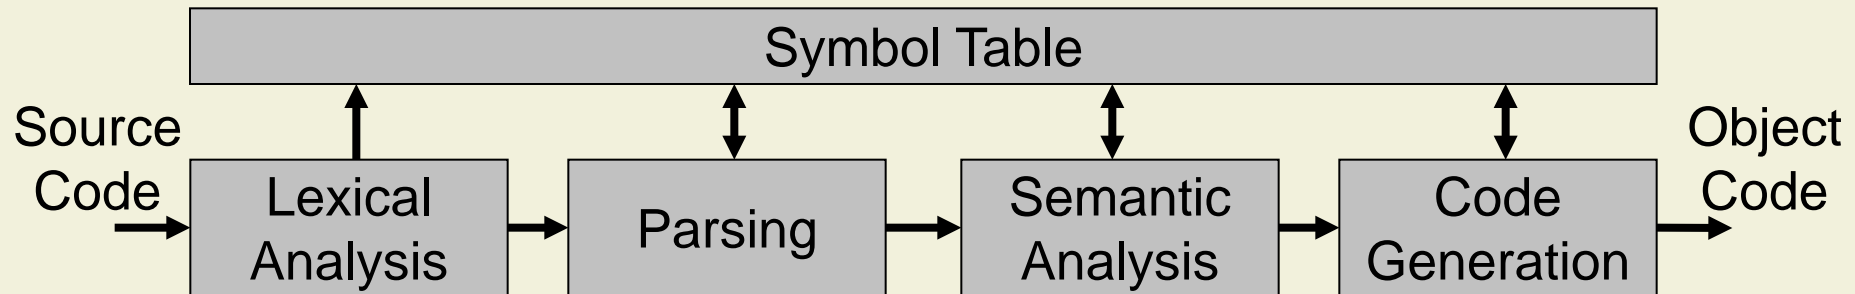 Symbol Table
Source
Code
Lexical
Analysis
Parsing
Semantic
Analysis
Code
Generation
Object
Code